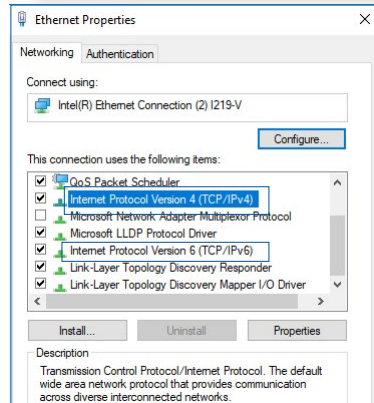 Ethernet Properties
Networking Authentication
Connect using:
Intel(R) Ethernet Connection (2) I219-V
Configure...
This connection uses the following items:
QoS Packet Scheduler
Internet Protocol Version 4 (TCP/IPv4)
Microsoft Network Adapter Multiplexor Protocol
Microsoft LLDP Protocol Driver
Internet Protocol Version 6 (TCP/IPv6)
Link-Layer Topology Discovery Responder
Link-Layer Topology Discovery Mapper I/O Driver
Install... Uninstall Properties
Description
Transmission Control Protocol/Internet Protocol. The default
wide area network protocol that provides communication
across diverse interconnected networks.